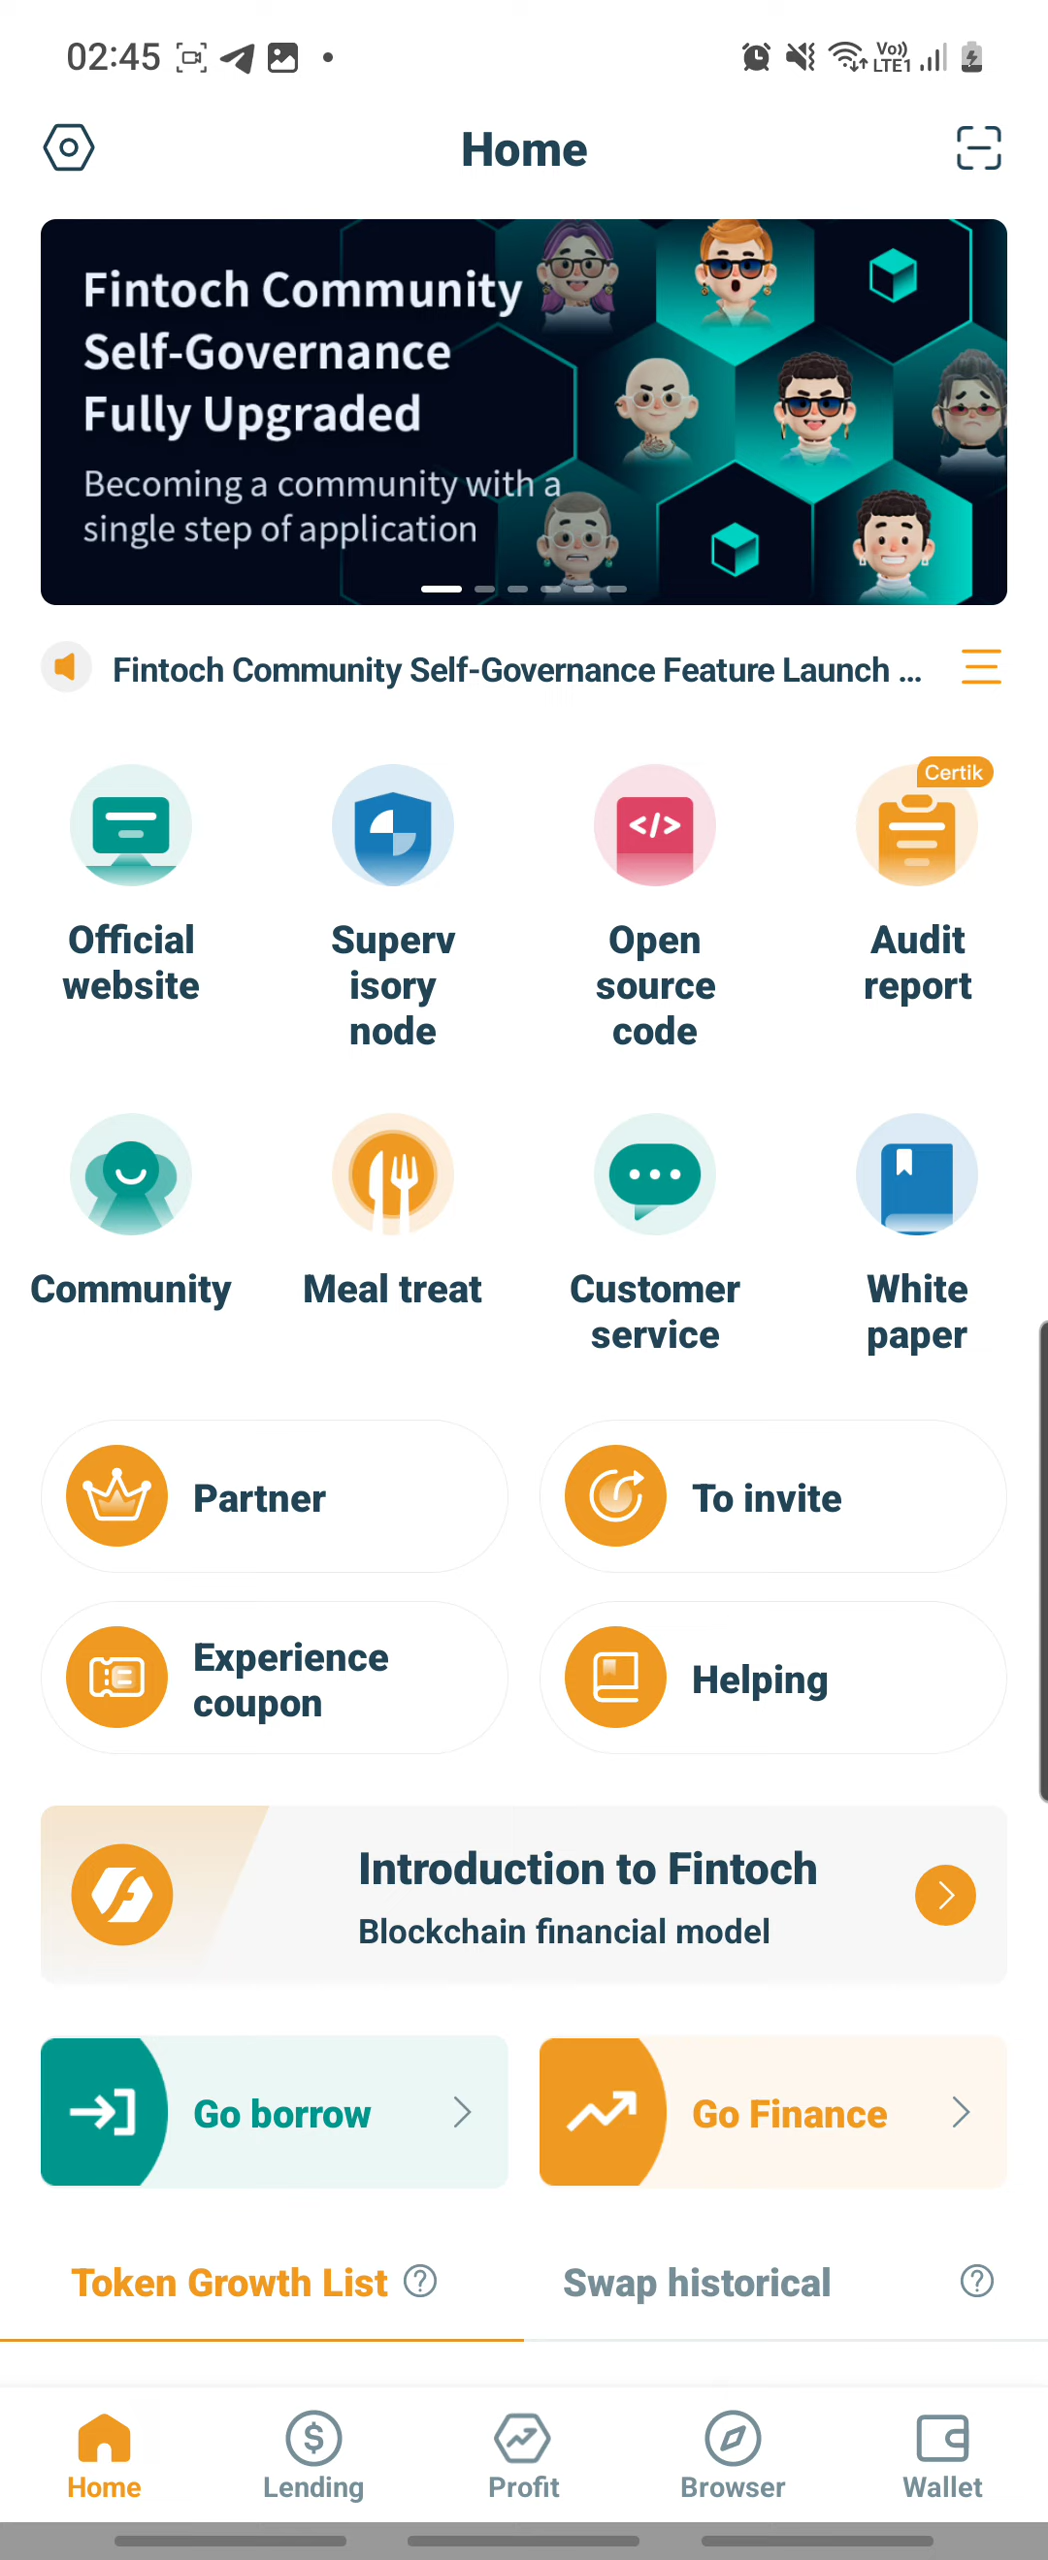 02:45
Vo)) LTE1
Home
Fintoch Community
Self-Governance
Fully Upgraded
Becoming a community with a
single step of application
Fintoch Community Self-Governance Feature Launch ...
Certik
Official
website
Superv
isory
node
Open
source
code
Audit
report
Community
Meal treat
Customer
service
White
paper
Partner
To invite
Experience
coupon
Helping
Introduction to Fintoch
Blockchain financial model
Go borrow
Go Finance
Token Growth List
Swap historical
Home
Lending
Profit
Browser
Wallet